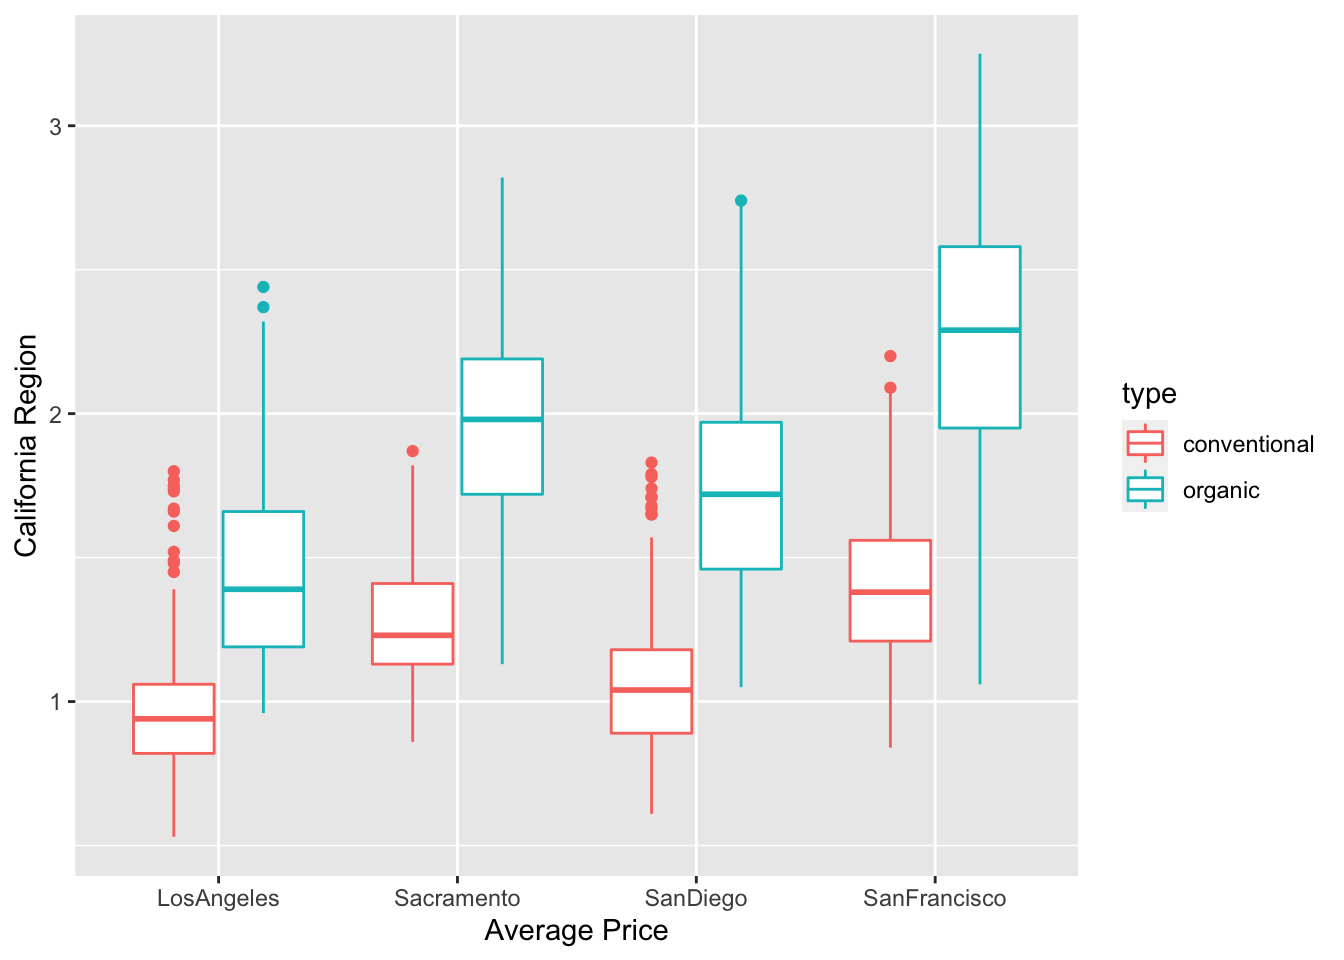 3
2
1
California Region
LosAngeles Sacramento SanDiego SanFrancisco
Average Price
type
conventional
organic